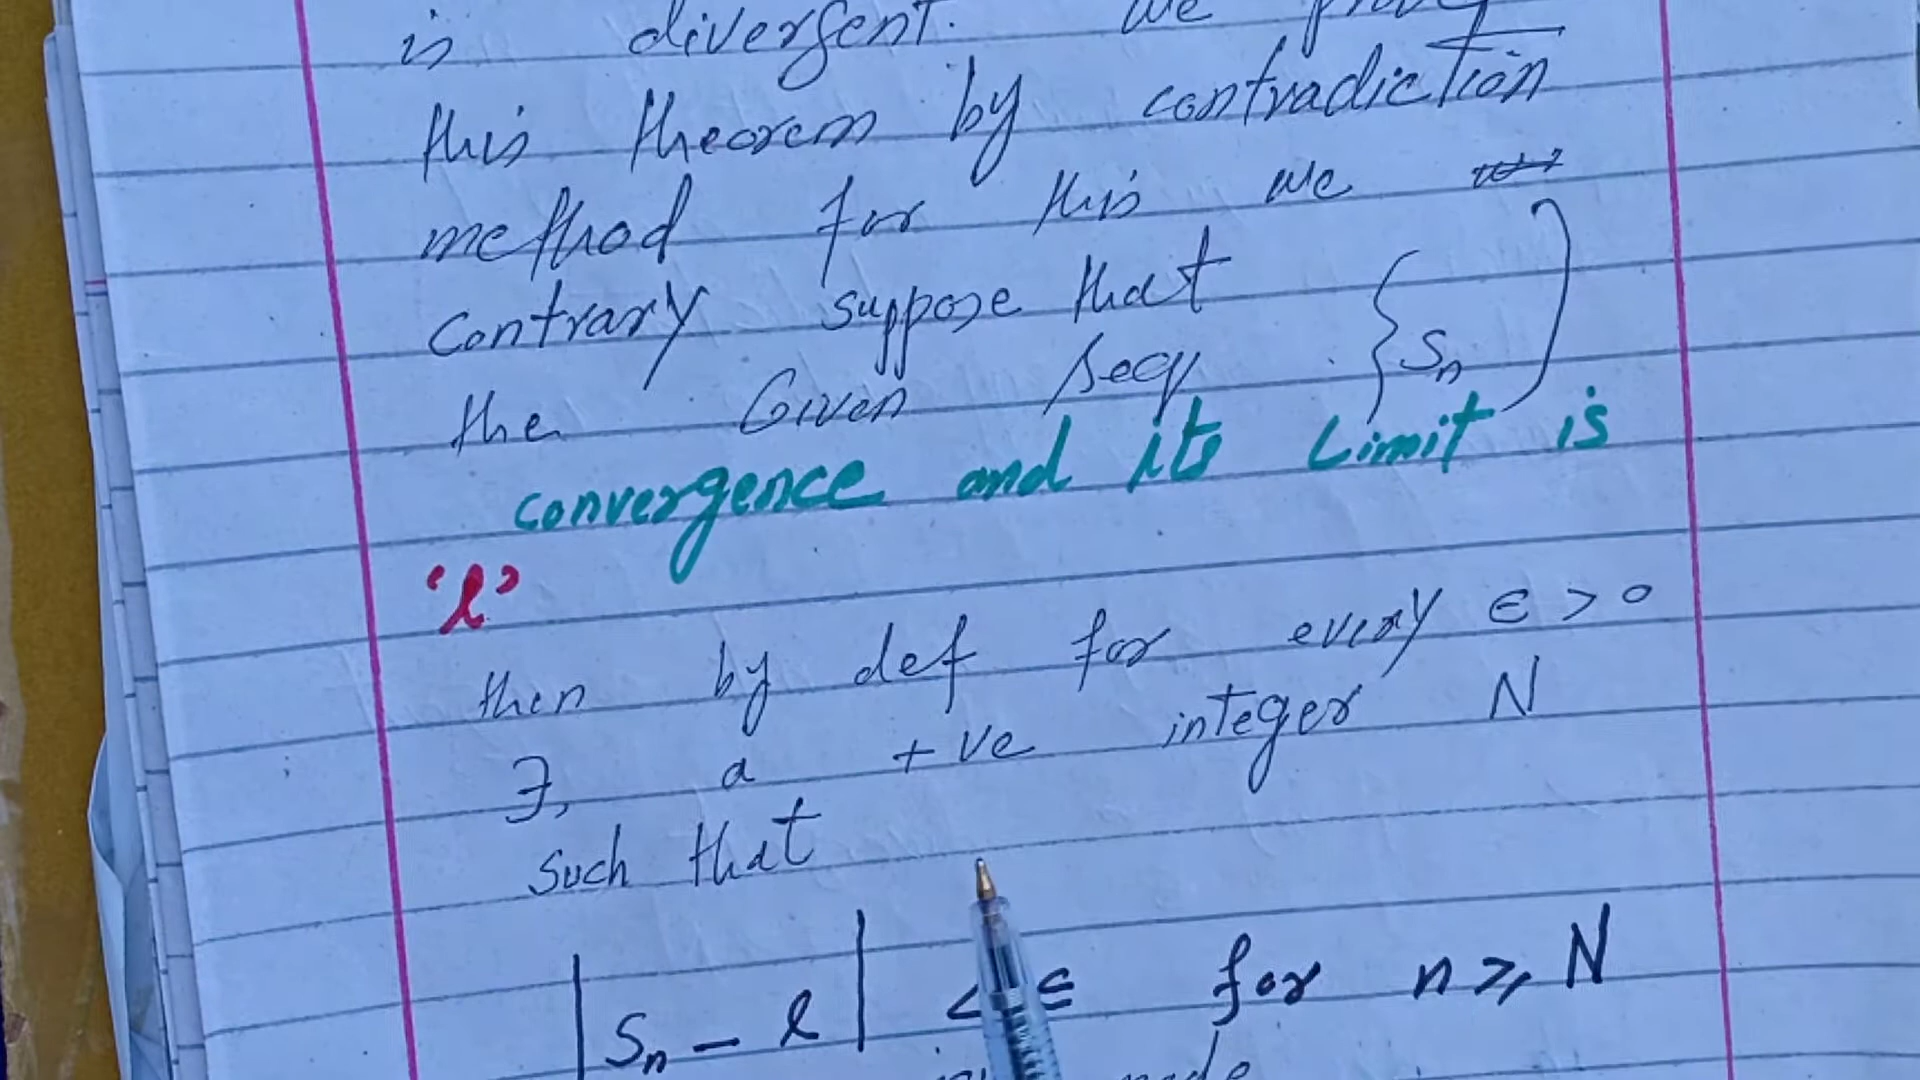 is divergent. we prove
this theorem by contradiction
method for this we
contrary suppose that
the Given seq {Sn}
convergence and its Limit is
'l'
then by def for every ∈ > 0
∃, a +ve integer N
such that
|Sn - l| < ∈ for n ≥ N